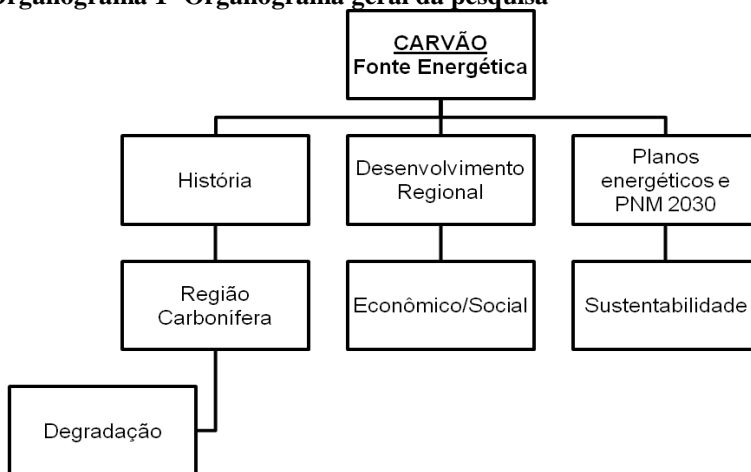 Organograma 1- Organograma geral da pesquisa
CARVÃO
Fonte Energética
História
Desenvolvimento
Regional
Planos
energéticos e
PNM 2030
Região
Carbonífera
Econômico/Social
Sustentabilidade
Degradação